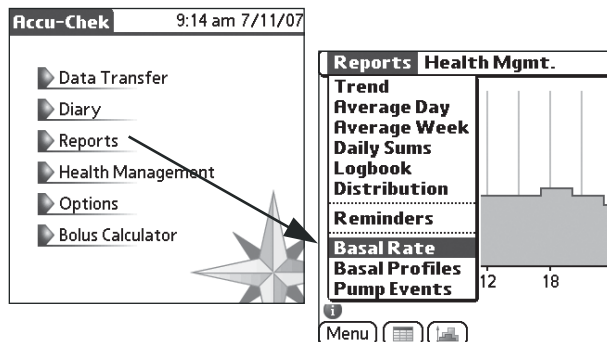 Accu-Chek 9:14 am 7/11/07
Data Transfer
Diary
Reports
Health Management
Options
Bolus Calculator
Reports Health Mgmt.
Trend
Average Day
Average Week
Daily Sums
Logbook
Distribution
Reminders
Basal Rate
Basal Profiles
Pump Events
12 18
i
Menu